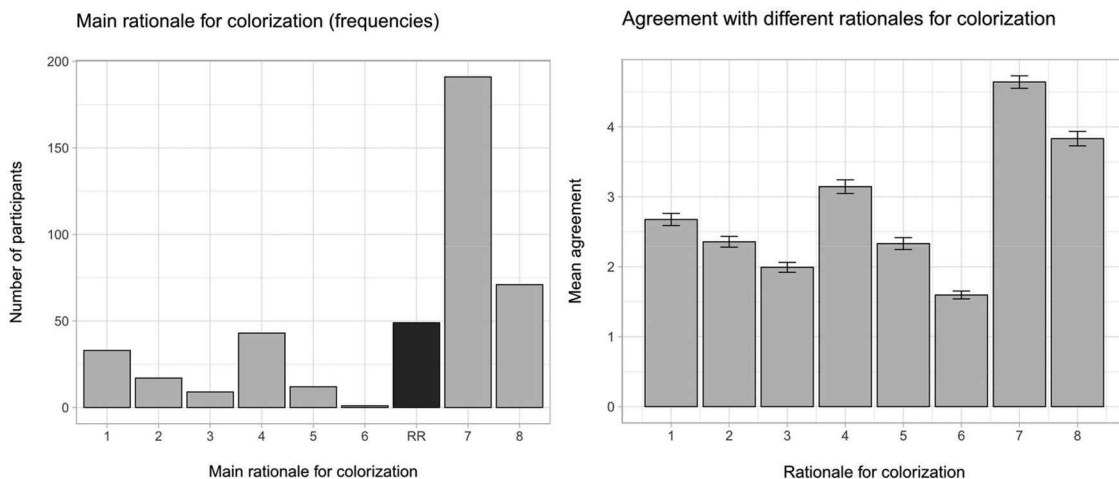 Main rationale for colorization (frequencies)
Number of participants
200
150
100
50
0
1 2 3 4 5 6 RR 7 8
Main rationale for colorization
Agreement with different rationales for colorization
Mean agreement
4
3
2
1
0
1 2 3 4 5 6 7 8
Rationale for colorization